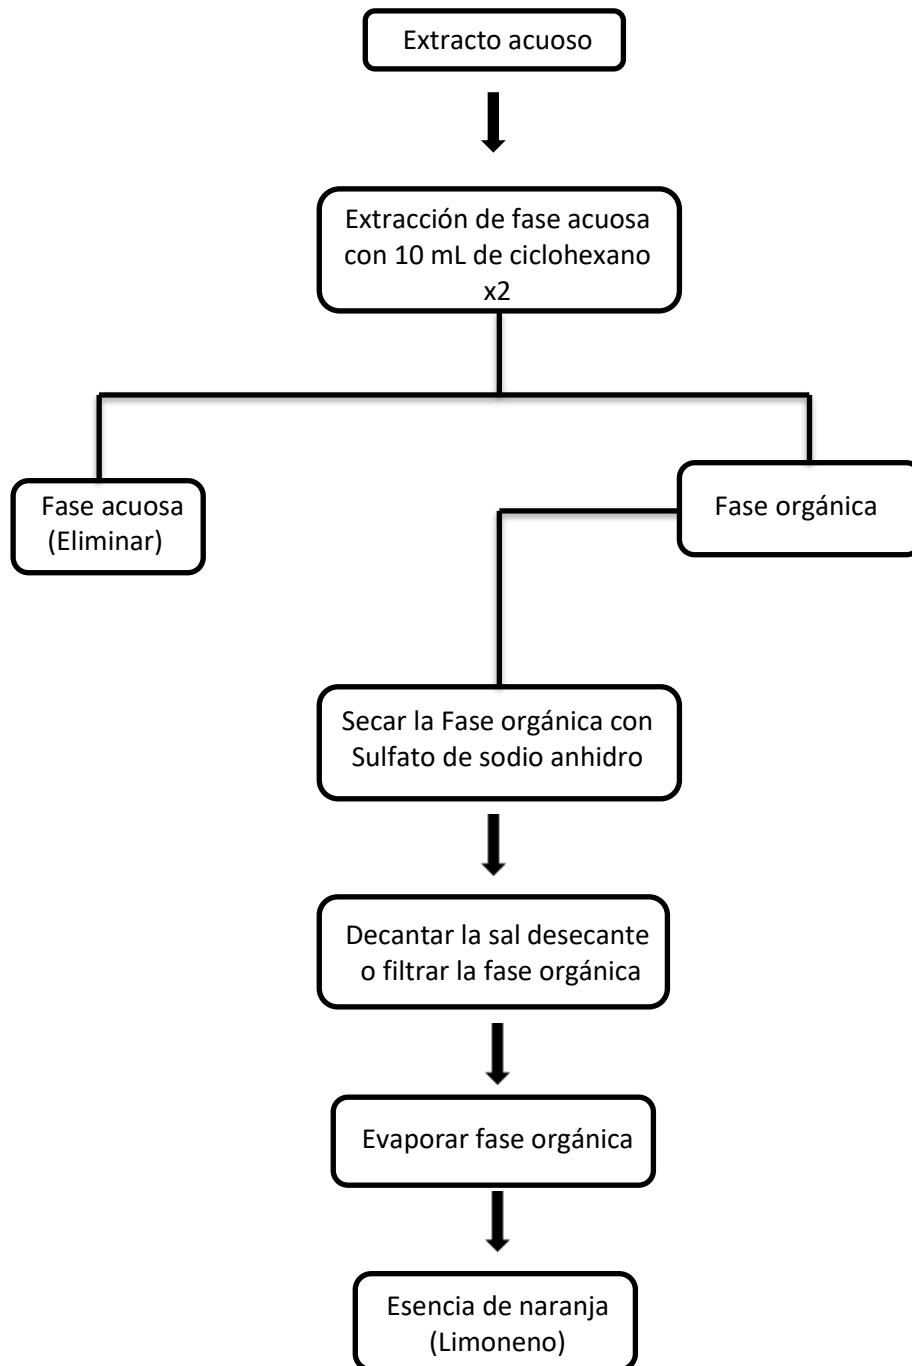 Extracto acuoso
Extracción de fase acuosa
con 10 mL de ciclohexano
x2
Fase acuosa
(Eliminar)
Fase orgánica
Secar la Fase orgánica con
Sulfato de sodio anhidro
Decantar la sal desecante
o filtrar la fase orgánica
Evaporar fase orgánica
Esencia de naranja
(Limoneno)